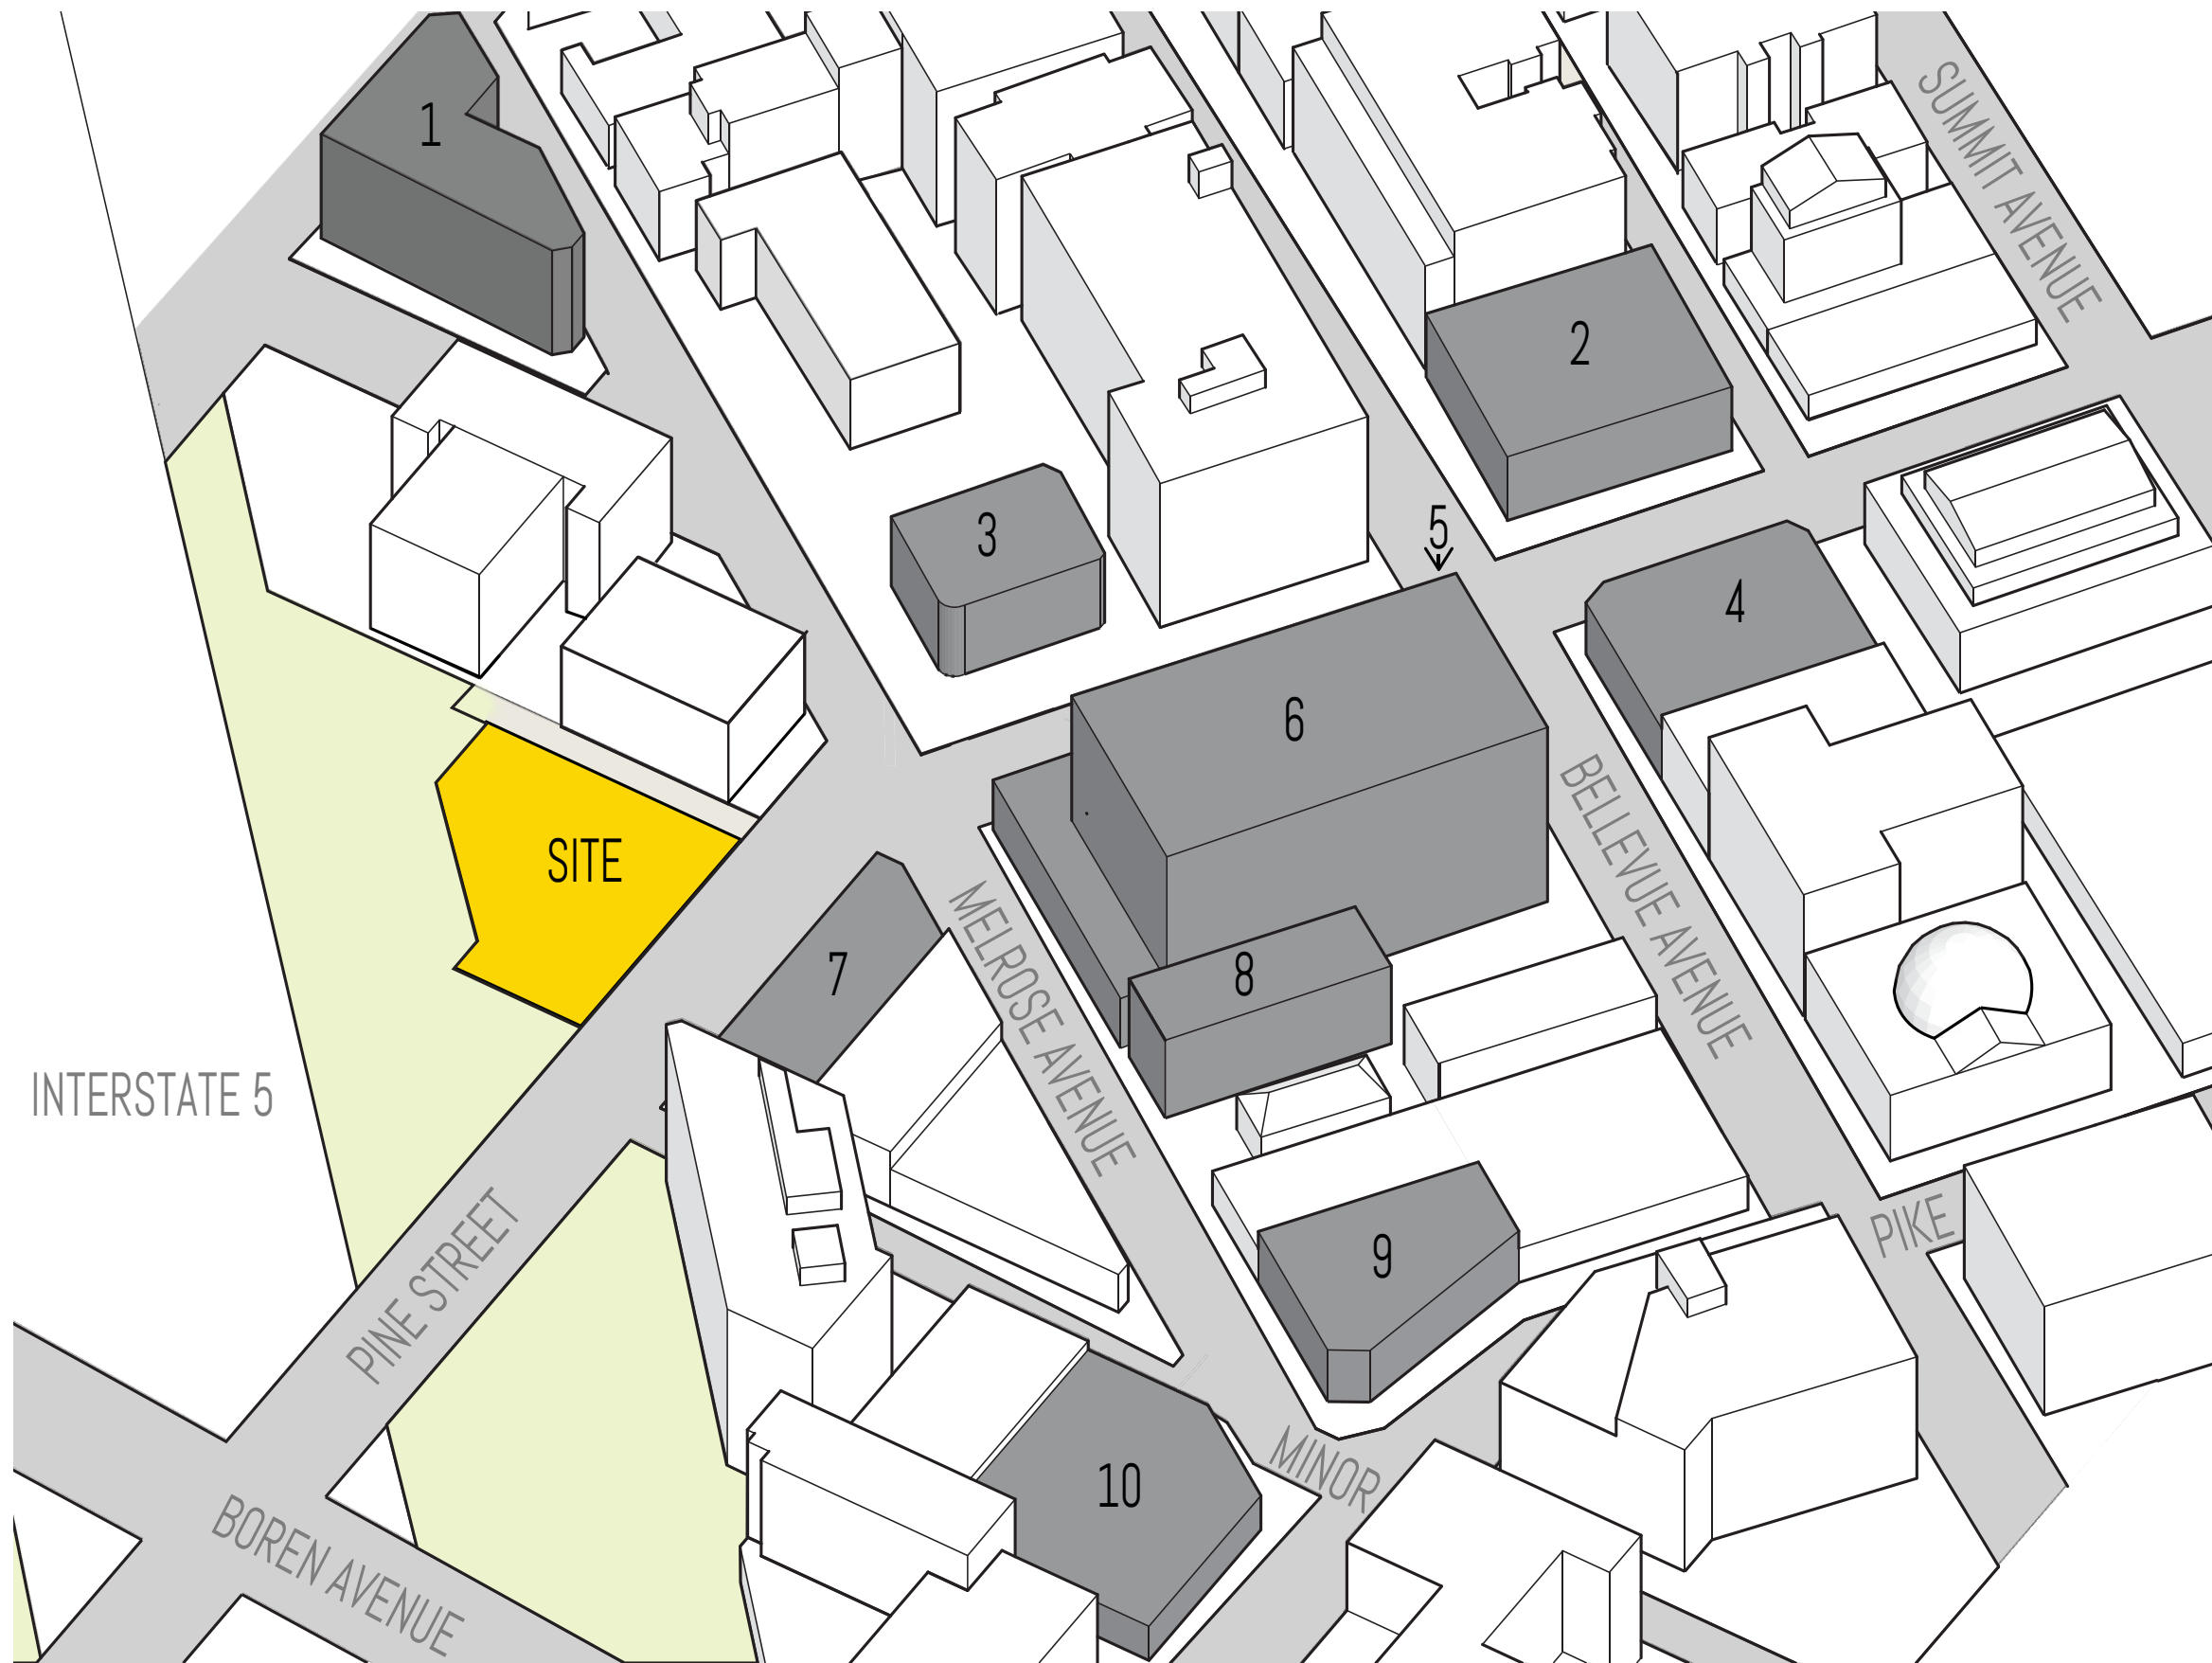 SUMMIT AVENUE
1
2
5
3
4
6
SITE
BELLEVUE AVENUE
7
MELROSE AVENUE
8
INTERSTATE 5
PIKE
9
PINE STREET
MINOR
10
BOREN AVENUE